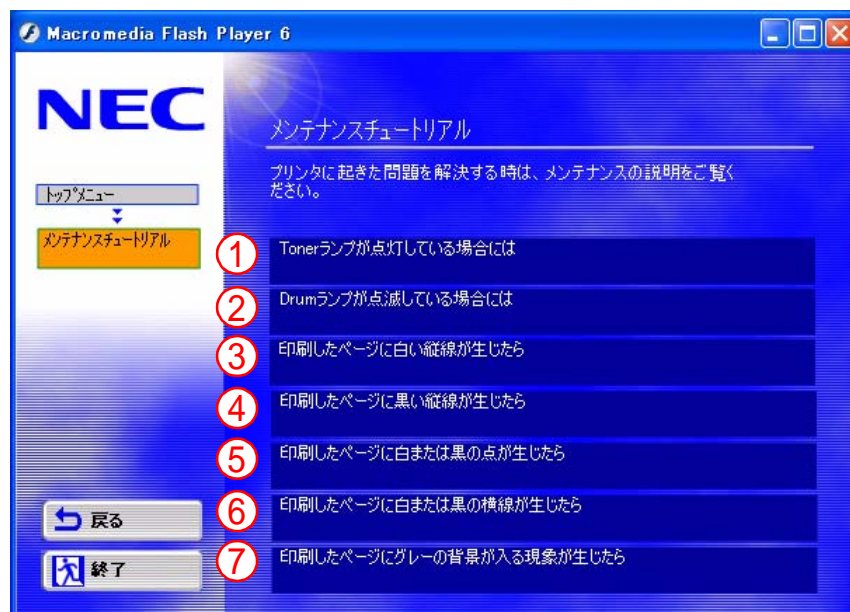 Macromedia Flash Player 6
NEC
メンテナンスチュートリアル
プリンタに起きた問題を解決する時は、メンテナンスの説明をご覧く
ださい。
トップメニュー
メンテナンスチュートリアル
① Tonerランプが点灯している場合には
② Drumランプが点滅している場合には
③ 印刷したページに白い縦線が生じたら
④ 印刷したページに黒い縦線が生じたら
⑤ 印刷したページに白または黒の点が生じたら
⑥ 印刷したページに白または黒の横線が生じたら
⑦ 印刷したページにグレーの背景が入る現象が生じたら
戻る
終了